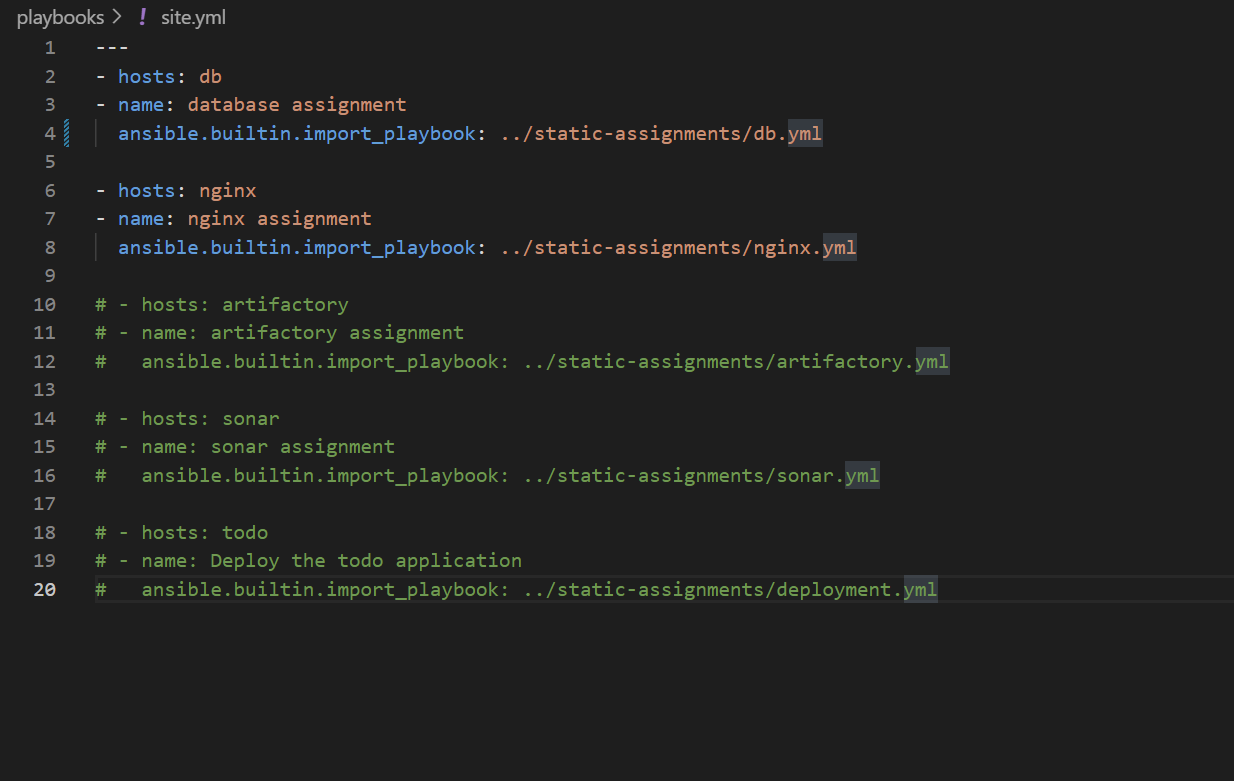 playbooks > ! site.yml
1 ---
2 - hosts: db
3 - name: database assignment
4   ansible.builtin.import_playbook: ../static-assignments/db.yml
5
6 - hosts: nginx
7 - name: nginx assignment
8   ansible.builtin.import_playbook: ../static-assignments/nginx.yml
9
10 # - hosts: artifactory
11 # - name: artifactory assignment
12 #   ansible.builtin.import_playbook: ../static-assignments/artifactory.yml
13
14 # - hosts: sonar
15 # - name: sonar assignment
16 #   ansible.builtin.import_playbook: ../static-assignments/sonar.yml
17
18 # - hosts: todo
19 # - name: Deploy the todo application
20 #   ansible.builtin.import_playbook: ../static-assignments/deployment.yml